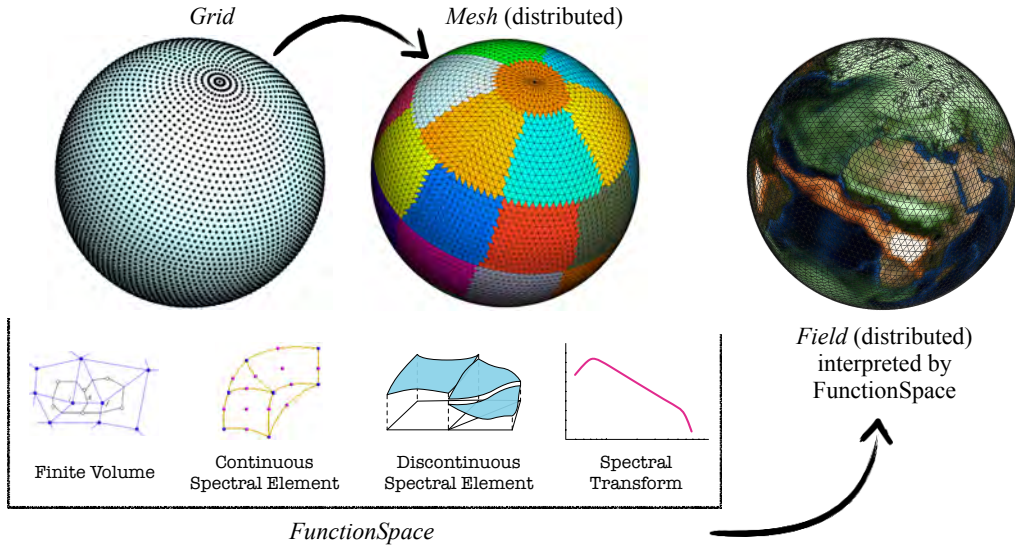 Grid
Mesh (distributed)
Field (distributed)
interpreted by
FunctionSpace
Finite Volume
Continuous
Spectral Element
Discontinuous
Spectral Element
Spectral
Transform
FunctionSpace